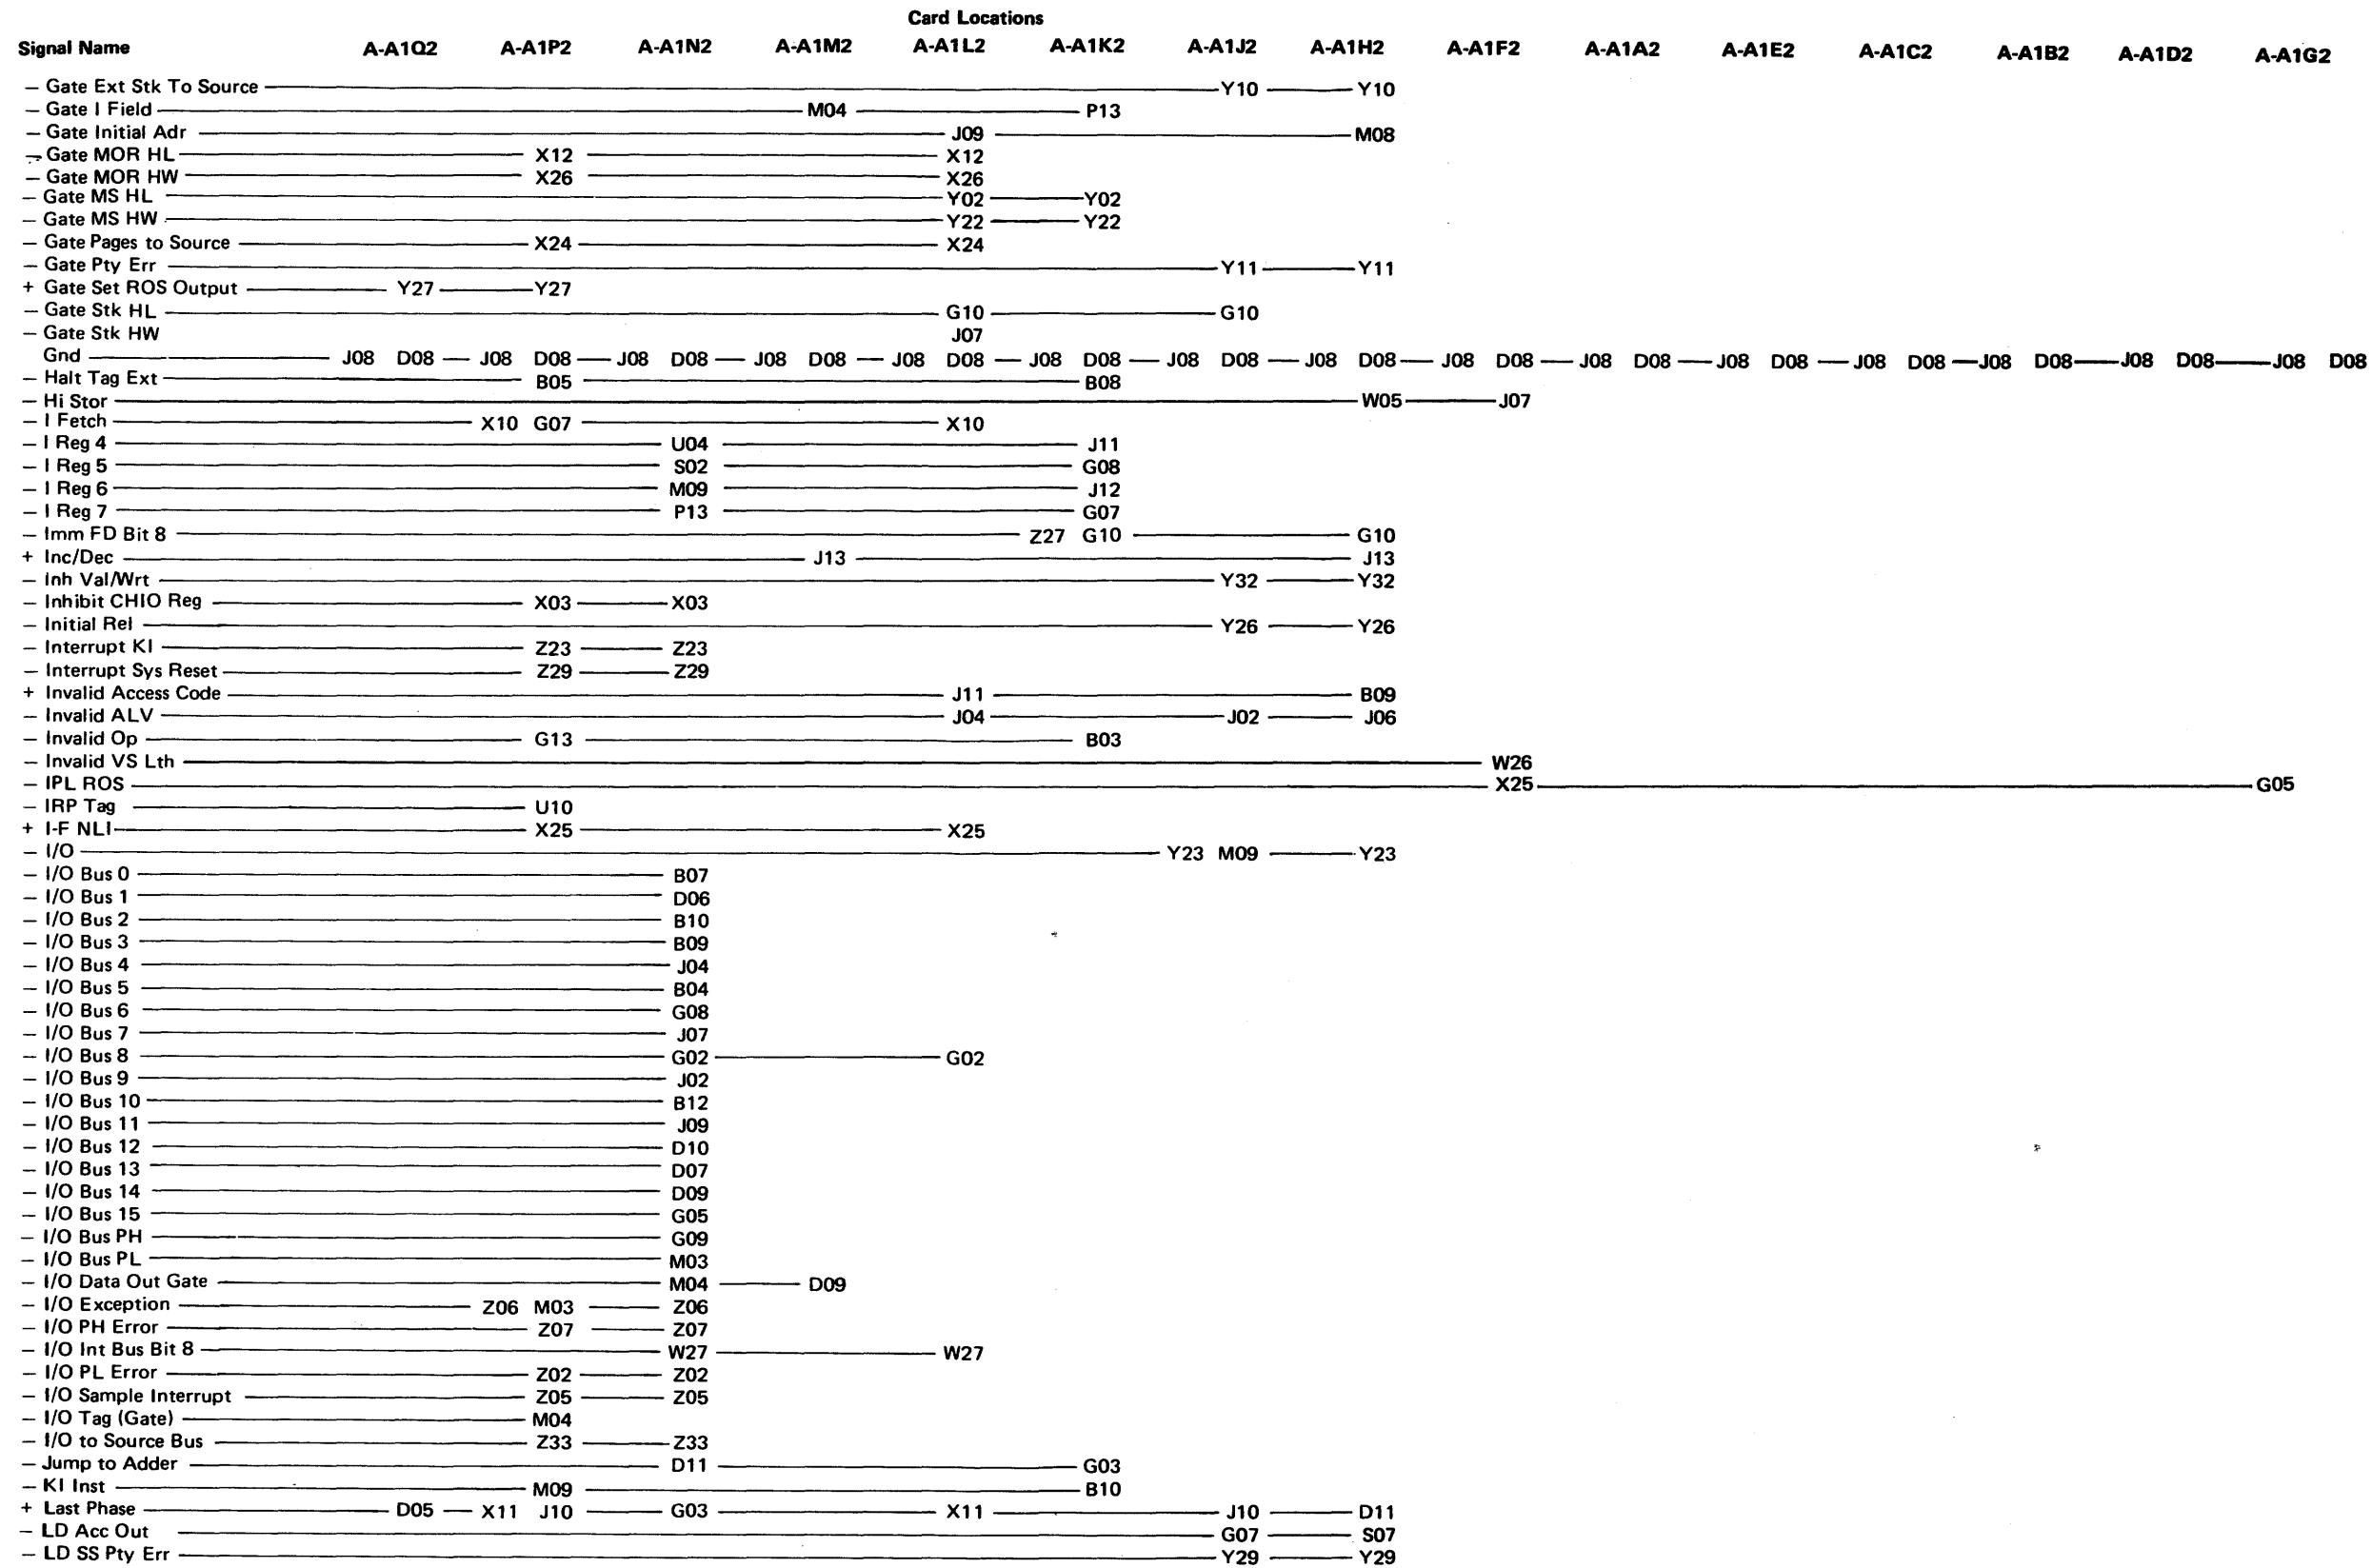 Card Locations
Signal Name A-A1Q2 A-A1P2 A-A1N2 A-A1M2 A-A1L2 A-A1K2 A-A1J2 A-A1H2 A-A1F2 A-A1A2 A-A1E2 A-A1C2 A-A1B2 A-A1D2 A-A1G2
— Gate Ext Stk To Source Y10 Y10
— Gate I Field M04 P13
— Gate Initial Adr J09 M08
— Gate MOR HL X12 X12
— Gate MOR HW X26 X26
— Gate MS HL Y02 Y02
— Gate MS HW Y22 Y22
— Gate Pages to Source X24 X24
— Gate Pty Err Y11 Y11
+ Gate Set ROS Output Y27 Y27
— Gate Stk HL G10 G10
— Gate Stk HW J07
Gnd J08 D08 — J08 D08 — J08 D08 — J08 D08 — J08 D08 — J08 D08 — J08 D08 — J08 D08 — J08 D08 — J08 D08 — J08 D08 — J08 D08 — J08 D08 — J08 D08 — J08 D08
— Halt Tag Ext B05 B08
— Hi Stor W05 J07
— I Fetch X10 G07 X10
— I Reg 4 U04 J11
— I Reg 5 S02 G08
— I Reg 6 M09 J12
— I Reg 7 P13 G07
— Imm FD Bit 8 Z27 G10 G10
+ Inc/Dec J13 J13
— Inh Val/Wrt Y32 Y32
— Inhibit CHIO Reg X03 X03
— Initial Rel Y26 Y26
— Interrupt KI Z23 Z23
— Interrupt Sys Reset Z29 Z29
+ Invalid Access Code J11 B09
— Invalid ALV J04 J02 J06
— Invalid Op G13 B03
— Invalid VS Lth W26
— IPL ROS X25 G05
— IRP Tag U10
+ I-F NLI X25 X25
— I/O Y23 M09 Y23
— I/O Bus 0 B07
— I/O Bus 1 D06
— I/O Bus 2 B10
— I/O Bus 3 B09
— I/O Bus 4 J04
— I/O Bus 5 B04
— I/O Bus 6 G08
— I/O Bus 7 J07
— I/O Bus 8 G02 G02
— I/O Bus 9 J02
— I/O Bus 10 B12
— I/O Bus 11 J09
— I/O Bus 12 D10
— I/O Bus 13 D07
— I/O Bus 14 D09
— I/O Bus 15 G05
— I/O Bus PH G09
— I/O Bus PL M03
— I/O Data Out Gate M04 D09
— I/O Exception Z06 M03 Z06
— I/O PH Error Z07 Z07
— I/O Int Bus Bit 8 W27 W27
— I/O PL Error Z02 Z02
— I/O Sample Interrupt Z05 Z05
— I/O Tag (Gate) M04
— I/O to Source Bus Z33 Z33
— Jump to Adder D11 G03
— KI Inst M09 B10
+ Last Phase D05 — X11 J10 G03 X11 J10 D11
— LD Acc Out G07 S07
— LD SS Pty Err Y29 Y29